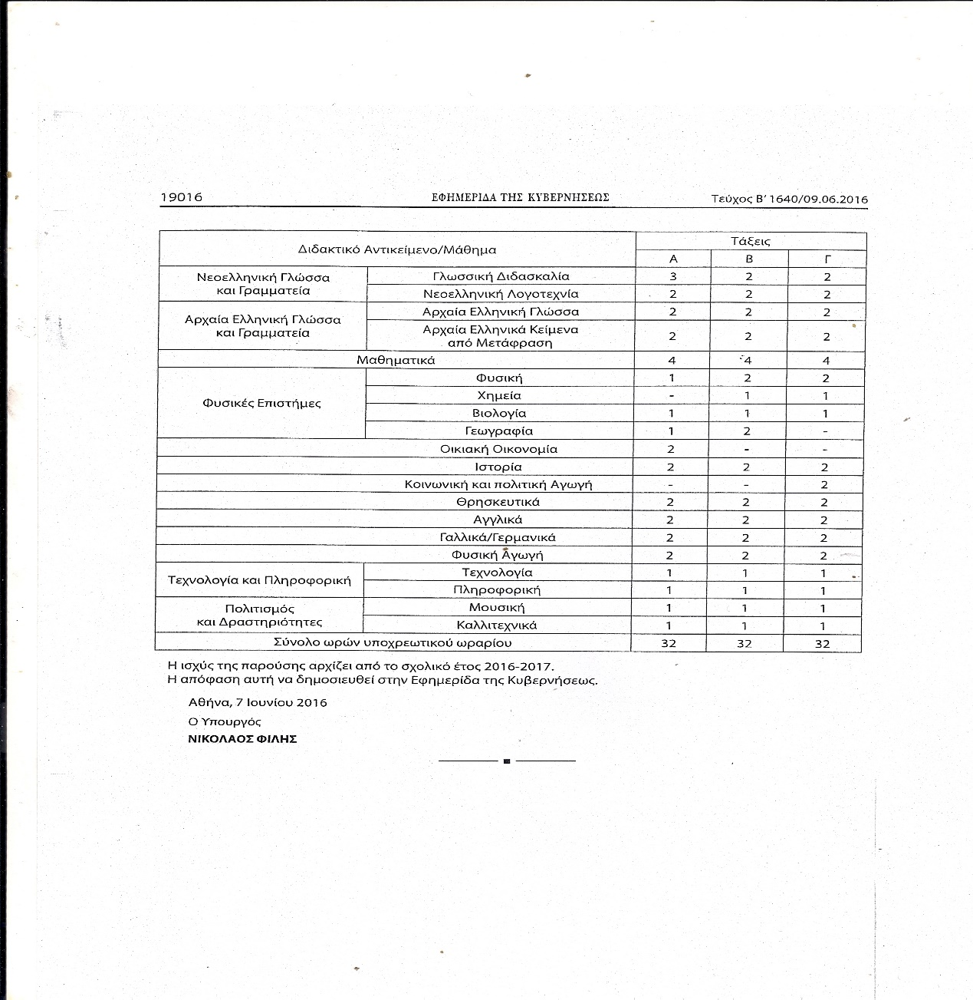 19016 ΕΦΗΜΕΡΙΔΑ ΤΗΣ ΚΥΒΕΡΝΗΣΕΩΣ Τεύχος Β' 1640/09.06.2016
Διδακτικό Αντικείμενο/Μάθημα Τάξεις
Α Β Γ
Νεοελληνική Γλώσσα
και Γραμματεία
Γλωσσική Διδασκαλία 3 2 2
Νεοελληνική Λογοτεχνία 2 2 2
Αρχαία Ελληνική Γλώσσα
και Γραμματεία
Αρχαία Ελληνική Γλώσσα 2 2 2
Αρχαία Ελληνικά Κείμενα
από Μετάφραση 2 2 2
Μαθηματικά 4 4 4
Φυσικές Επιστήμες
Φυσική 1 2 2
Χημεία - 1 1
Βιολογία 1 1 1
Γεωγραφία 1 2 -
Οικιακή Οικονομία 2 - -
Ιστορία 2 2 2
Κοινωνική και πολιτική Αγωγή - - 2
Θρησκευτικά 2 2 2
Αγγλικά 2 2 2
Γαλλικά/Γερμανικά 2 2 2
Φυσική Αγωγή 2 2 2
Τεχνολογία και Πληροφορική
Τεχνολογία 1 1 1
Πληροφορική 1 1 1
Πολιτισμός
και Δραστηριότητες
Μουσική 1 1 1
Καλλιτεχνικά 1 1 1
Σύνολο ωρών υποχρεωτικού ωραρίου 32 32 32
Η ισχύς της παρούσης αρχίζει από το σχολικό έτος 2016-2017.
Η απόφαση αυτή να δημοσιευθεί στην Εφημερίδα της Κυβερνήσεως.
Αθήνα, 7 Ιουνίου 2016
Ο Υπουργός
ΝΙΚΟΛΑΟΣ ΦΙΛΗΣ